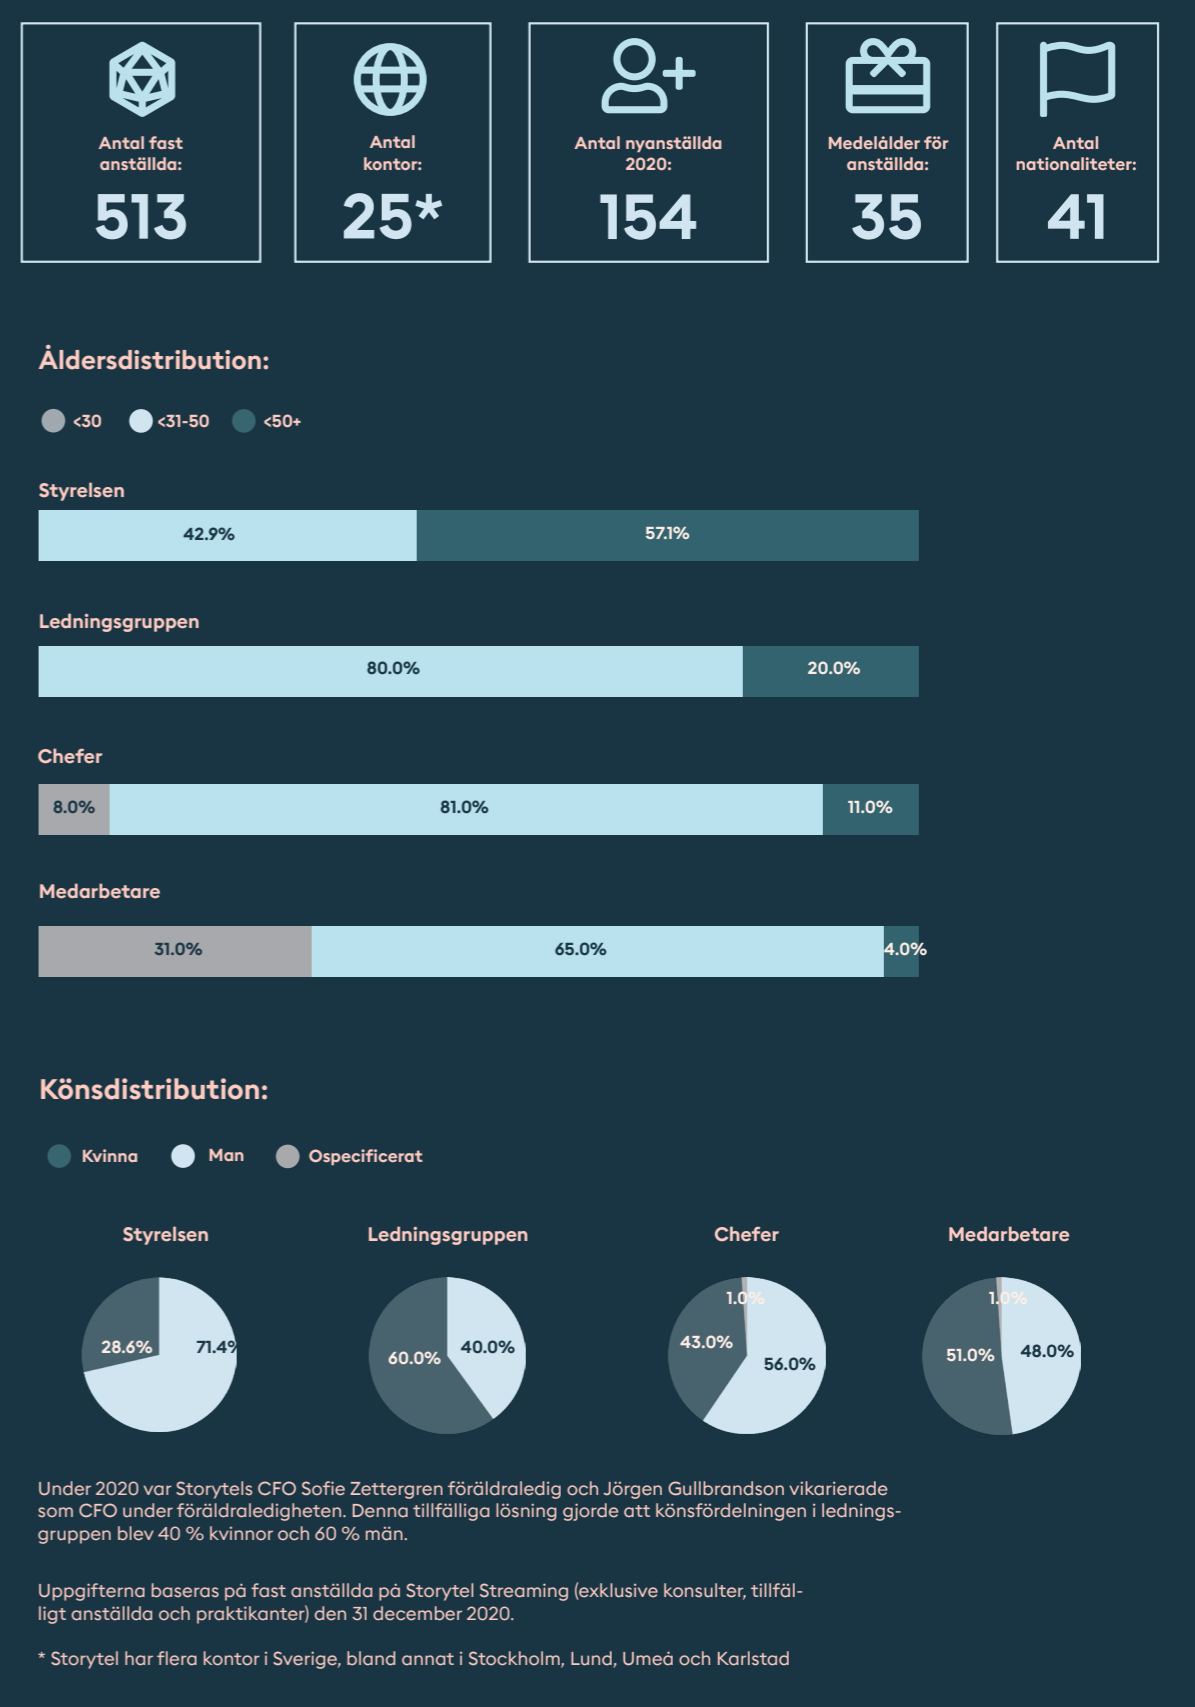 Antal fast
anställda:
513
Antal
kontor:
25*
Antal nyanställda
2020:
154
Medelålder för
anställda:
35
Antal
nationaliteter:
41
Åldersdistribution:
<30 <31-50 <50+
Styrelsen
42.9% 57.1%
Ledningsgruppen
80.0% 20.0%
Chefer
8.0% 81.0% 11.0%
Medarbetare
31.0% 65.0% 4.0%
Könsdistribution:
Kvinna Man Ospecificerat
Styrelsen Ledningsgruppen Chefer Medarbetare
28.6% 71.4%
60.0% 40.0%
1.0% 43.0% 56.0%
1.0% 51.0% 48.0%
Under 2020 var Storytels CFO Sofie Zettergren föräldraledig och Jörgen Gullbrandson vikarierade
som CFO under föräldraledigheten. Denna tillfälliga lösning gjorde att könsfördelningen i lednings-
gruppen blev 40 % kvinnor och 60 % män.
Uppgifterna baseras på fast anställda på Storytel Streaming (exklusive konsulter, tillfäl-
ligt anställda och praktikanter) den 31 december 2020.
* Storytel har flera kontor i Sverige, bland annat i Stockholm, Lund, Umeå och Karlstad